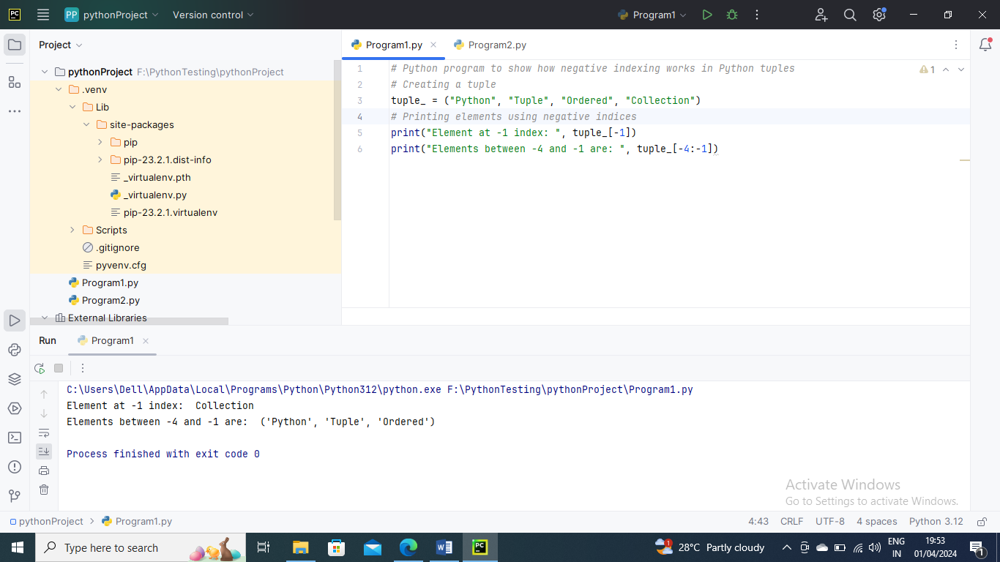 PC PP pythonProject Version control Program1
Project
pythonProject F:\PythonTesting\pythonProject
.venv
Lib
site-packages
pip
pip-23.2.1.dist-info
_virtualenv.pth
_virtualenv.py
pip-23.2.1.virtualenv
Scripts
.gitignore
pyvenv.cfg
Program1.py
Program2.py
External Libraries
Program1.py Program2.py
1 # Python program to show how negative indexing works in Python tuples
2 # Creating a tuple
3 tuple_ = ("Python", "Tuple", "Ordered", "Collection")
4 # Printing elements using negative indices
5 print("Element at -1 index: ", tuple_[-1])
6 print("Elements between -4 and -1 are: ", tuple_[-4:-1])
1
Run Program1
C:\Users\Dell\AppData\Local\Programs\Python\Python312\python.exe F:\PythonTesting\pythonProject\Program1.py
Element at -1 index:  Collection
Elements between -4 and -1 are:  ('Python', 'Tuple', 'Ordered')
Process finished with exit code 0
Activate Windows
Go to Settings to activate Windows.
pythonProject > Program1.py 4:43 CRLF UTF-8 4 spaces Python 3.12
Type here to search W PC 1 28°C Partly cloudy ENG IN 19:53 01/04/2024 1